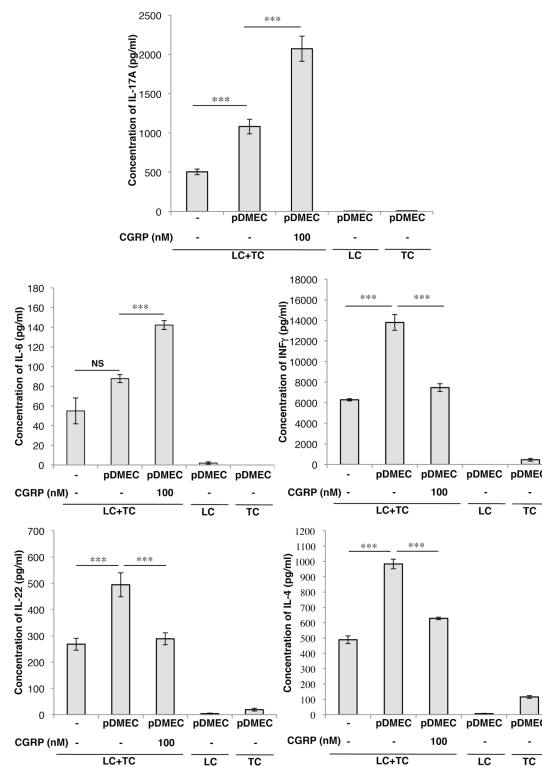 Concentration of IL-17A (pg/ml)
2500
2000
1500
1000
500
0
***
***
- pDMEC pDMEC pDMEC pDMEC
CGRP (nM) - - 100 - -
LC+TC LC TC
Concentration of IL-6 (pg/ml)
180
160
140
120
100
80
60
40
20
0
NS
***
- pDMEC pDMEC pDMEC pDMEC
CGRP (nM) - - 100 - -
LC+TC LC TC
Concentration of INFγ (pg/ml)
18000
16000
14000
12000
10000
8000
6000
4000
2000
0
*** ***
- pDMEC pDMEC pDMEC pDMEC
CGRP (nM) - - 100 - -
LC+TC LC TC
Concentration of IL-22 (pg/ml)
700
600
500
400
300
200
100
0
*** ***
- pDMEC pDMEC pDMEC pDMEC
CGRP (nM) - - 100 - -
LC+TC LC TC
Concentration of IL-4 (pg/ml)
1200
1100
1000
900
800
700
600
500
400
300
200
100
0
*** ***
- pDMEC pDMEC pDMEC pDMEC
CGRP (nM) - - 100 - -
LC+TC LC TC